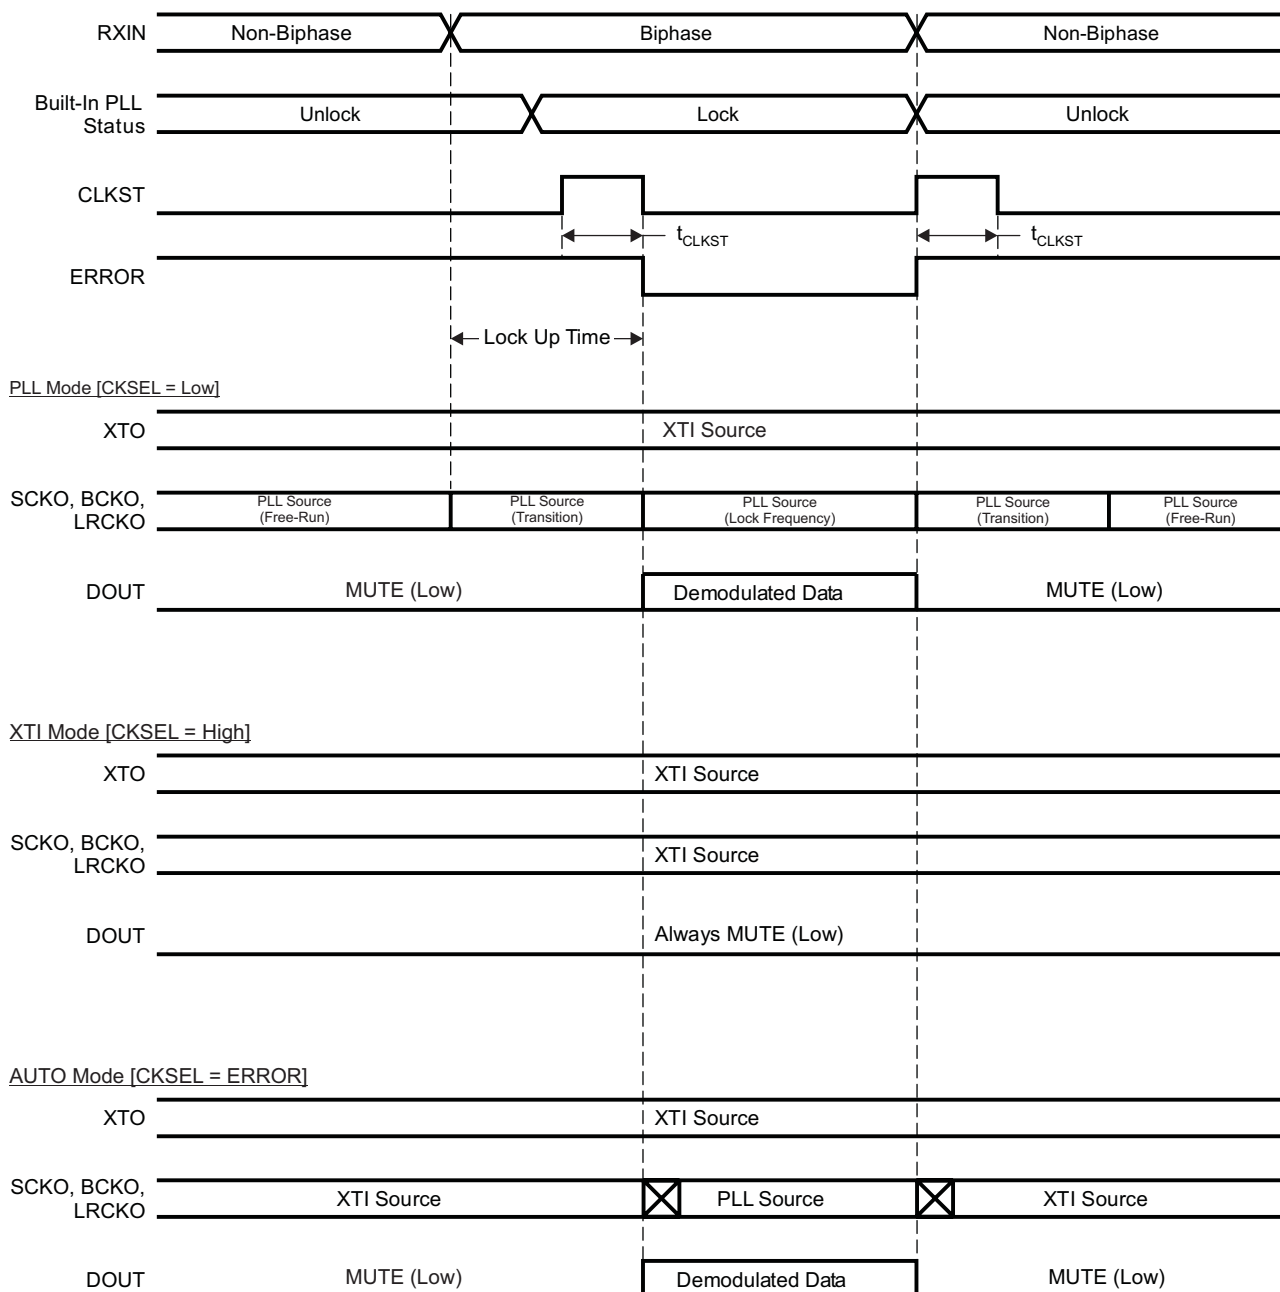 RXIN Non-Biphase Biphase Non-Biphase
Built-In PLL
Status Unlock Lock Unlock
CLKST
tCLKST tCLKST
ERROR
Lock Up Time
PLL Mode [CKSEL = Low]
XTO XTI Source
SCKO, BCKO,
LRCKO
PLL Source
(Free-Run)
PLL Source
(Transition)
PLL Source
(Lock Frequency)
PLL Source
(Transition)
PLL Source
(Free-Run)
DOUT MUTE (Low) Demodulated Data MUTE (Low)
XTI Mode [CKSEL = High]
XTO XTI Source
SCKO, BCKO,
LRCKO
XTI Source
DOUT Always MUTE (Low)
AUTO Mode [CKSEL = ERROR]
XTO XTI Source
SCKO, BCKO,
LRCKO
XTI Source PLL Source XTI Source
DOUT MUTE (Low) Demodulated Data MUTE (Low)